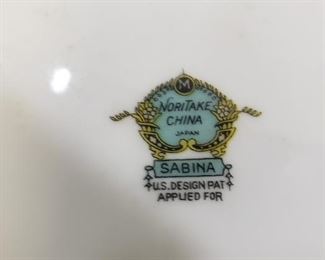 M
NORITAKE
CHINA
JAPAN
SABINA
U.S. DESIGN PAT
APPLIED FOR